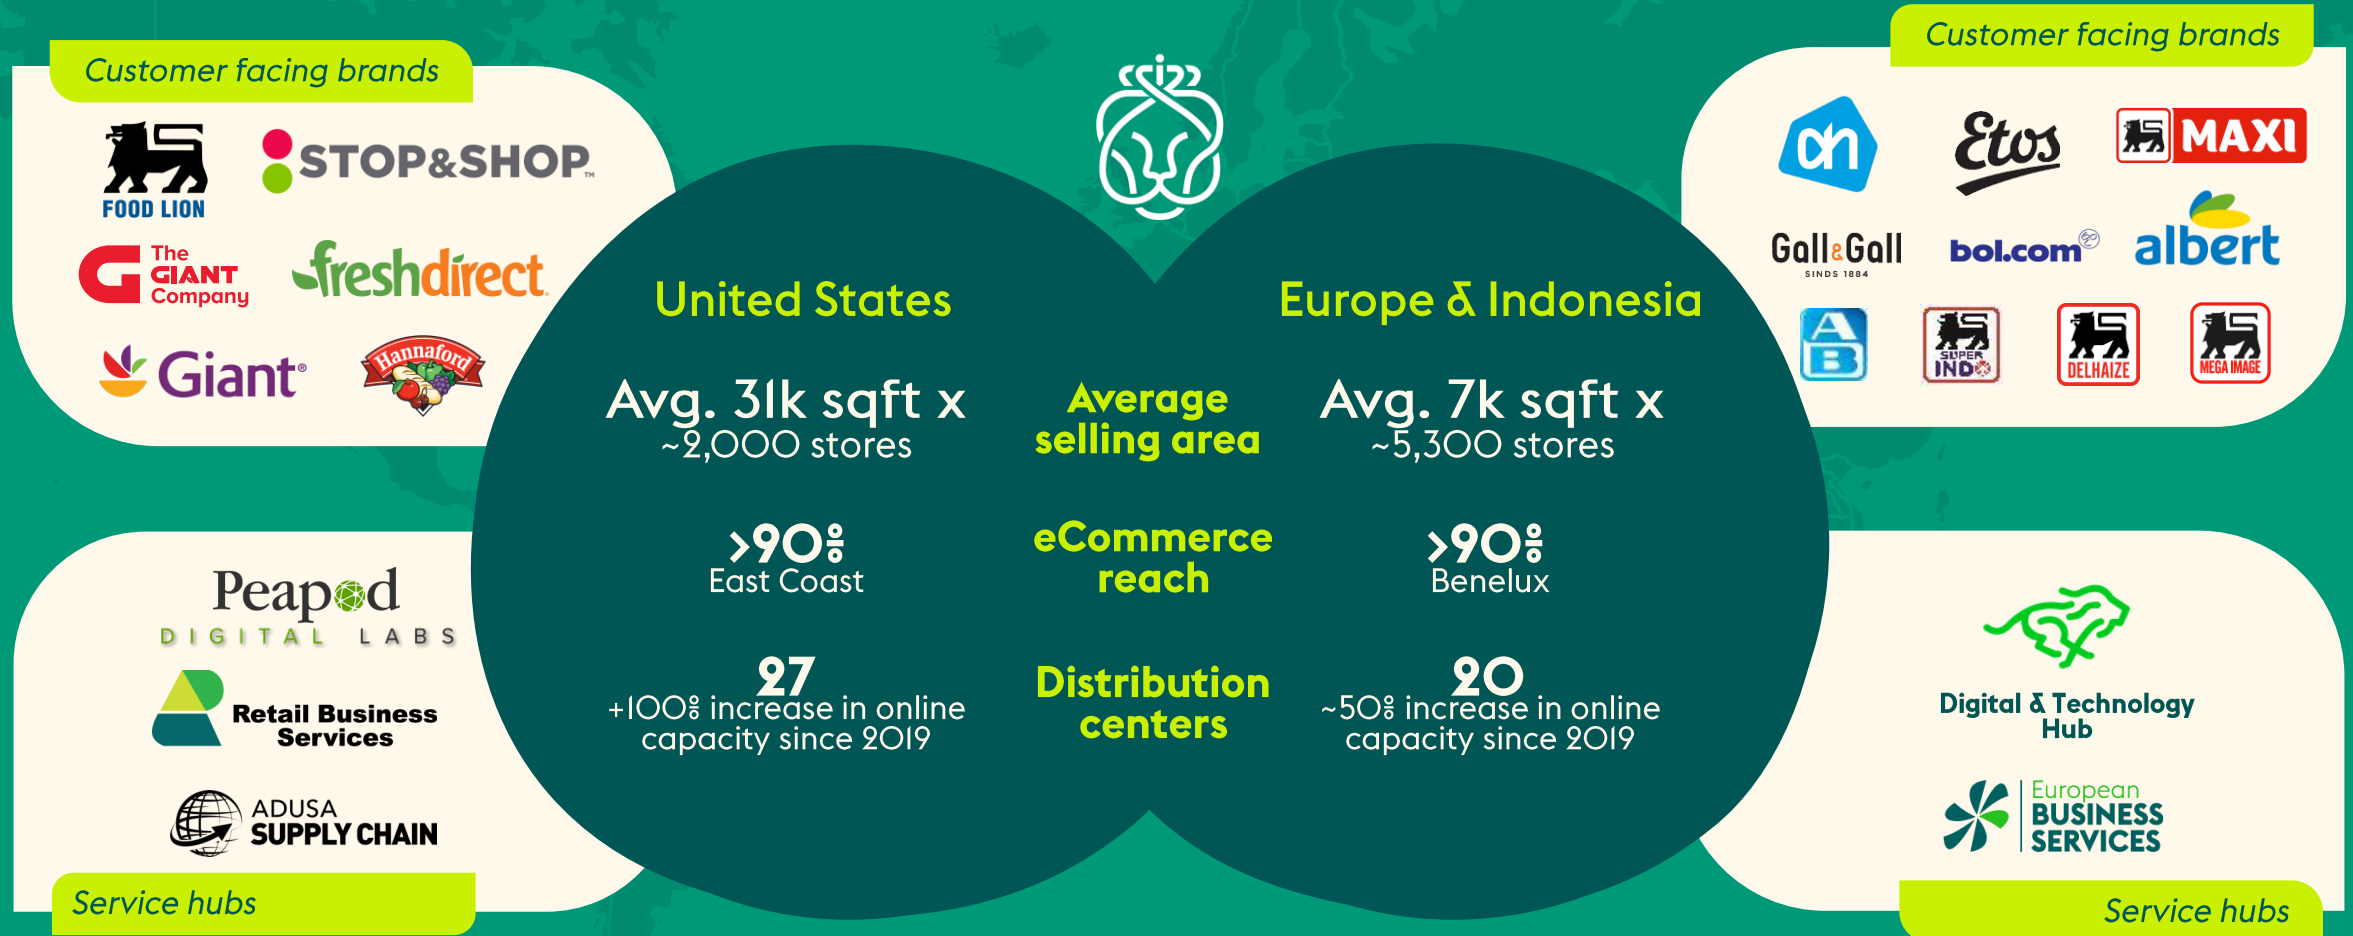 Customer facing brands
FOOD LION
STOP&SHOP™
The
GIANT
Company
freshdirect.
Giant®
Hannaford
Peapod
DIGITAL LABS
Retail Business
Services
ADUSA
SUPPLY CHAIN
Service hubs
United States
Avg. 31k sqft x
~2,000 stores
>90%
East Coast
27
+100% increase in online
capacity since 2019
Average
selling area
eCommerce
reach
Distribution
centers
Europe & Indonesia
Avg. 7k sqft x
~5,300 stores
>90%
Benelux
20
~50% increase in online
capacity since 2019
Customer facing brands
ah
Etos
MAXI
Gall&Gall
SINDS 1884
bol.com
albert
AB
SUPER
INDO
DELHAIZE
MEGA IMAGE
Digital & Technology
Hub
European
BUSINESS
SERVICES
Service hubs